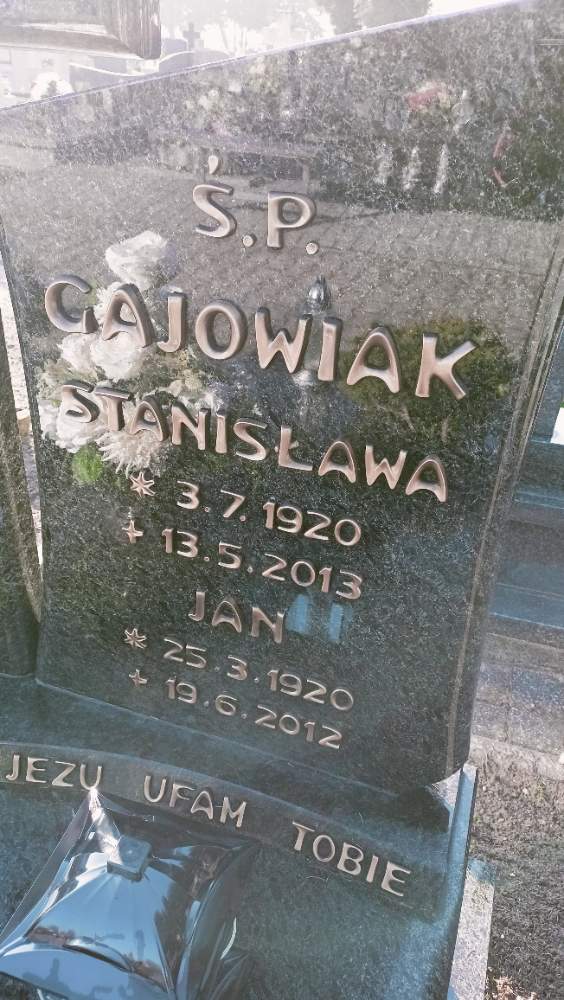 Ś.P.
GAJOWIAK
STANISŁAWA
* 3.7.1920
+ 13.5.2013
JAN
* 25.3.1920
+ 19.6.2012
JEZU UFAM TOBIE